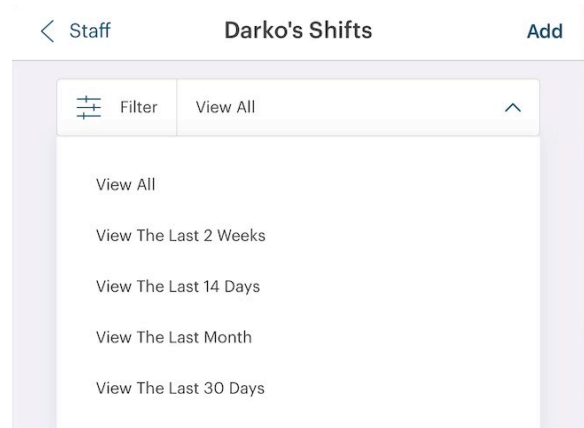 Staff Darko's Shifts Add
Filter View All
View All
View The Last 2 Weeks
View The Last 14 Days
View The Last Month
View The Last 30 Days